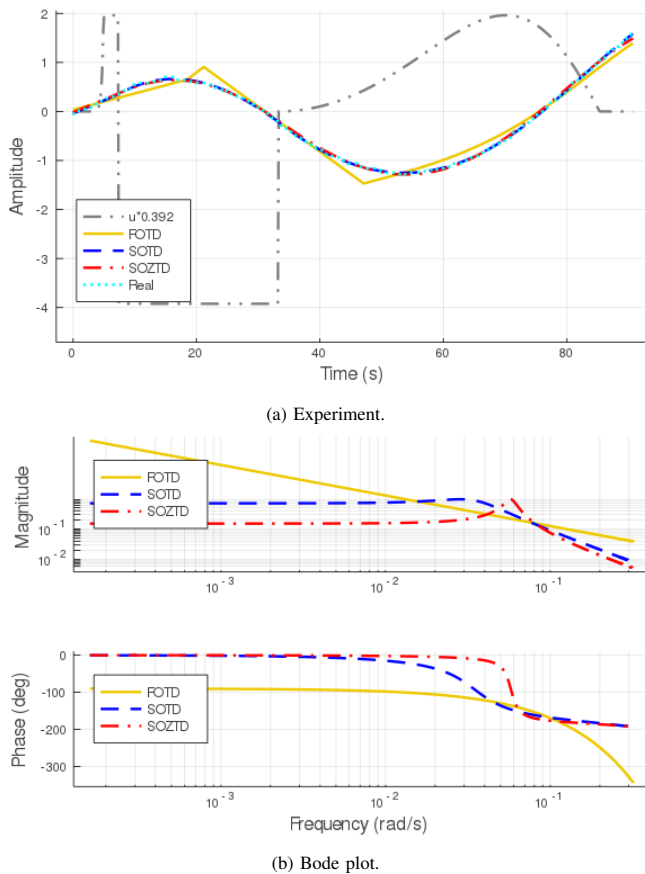 2
1
0
-1
-2
-3
-4
Amplitude
u*0.392
FOTD
SOTD
SOZTD
Real
0 20 40 60 80
Time (s)
(a) Experiment.
Magnitude
10⁻¹
10⁻²
FOTD
SOTD
SOZTD
10⁻³ 10⁻² 10⁻¹
Phase (deg)
0
-100
-200
-300
FOTD
SOTD
SOZTD
10⁻³ 10⁻² 10⁻¹
Frequency (rad/s)
(b) Bode plot.